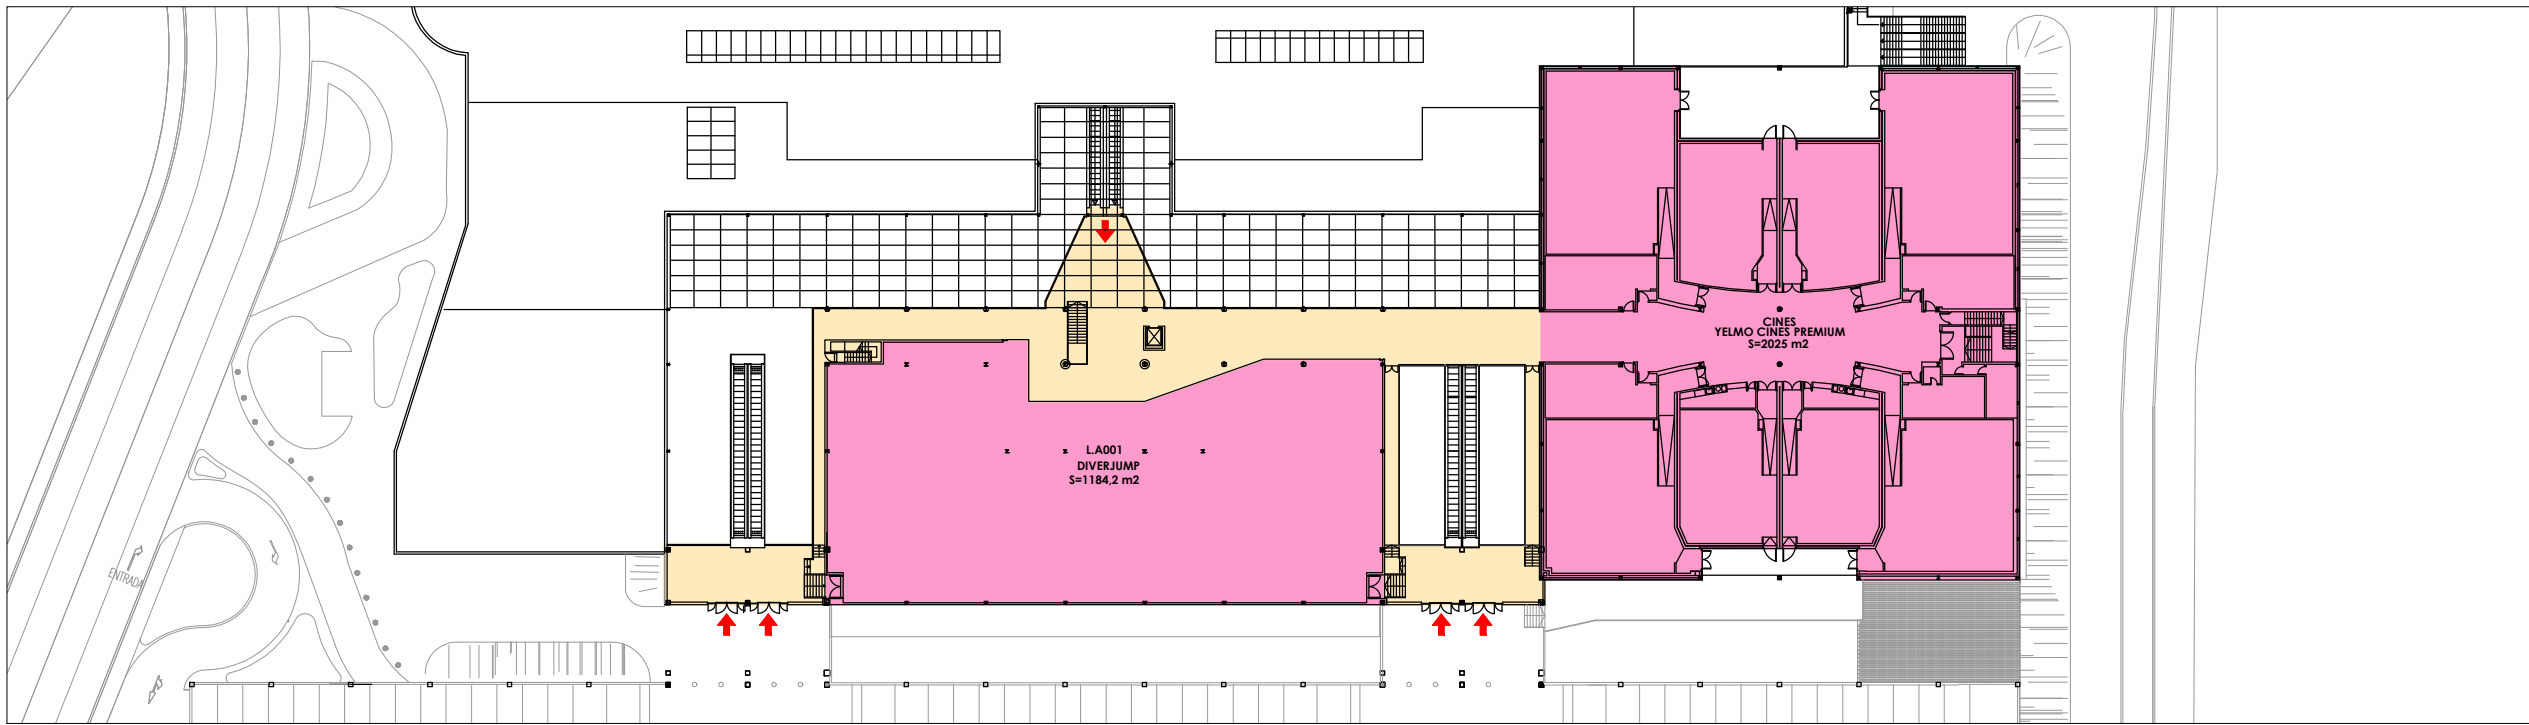 CINES
YELMO CINES PREMIUM
S=2025 m2
L.A001
DIVERJUMP
S=1184,2 m2
ENTRADA